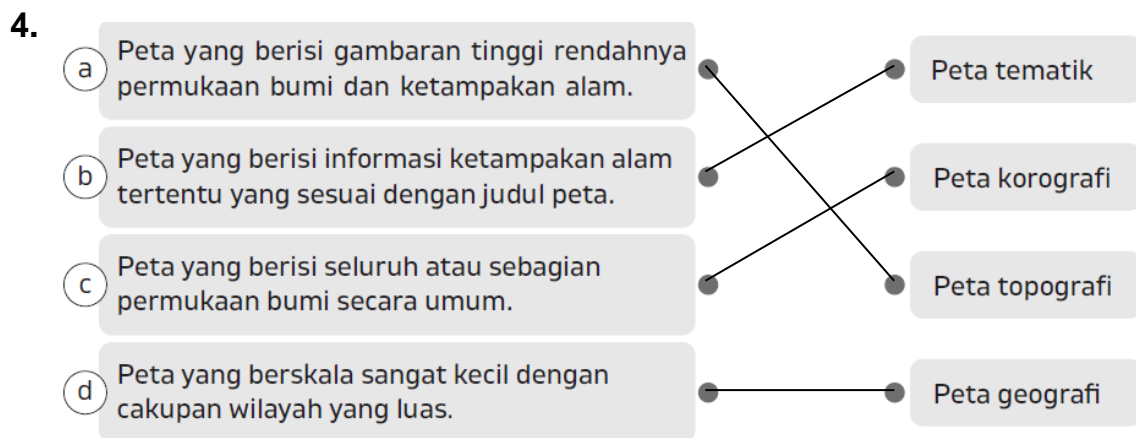 4.
a
Peta yang berisi gambaran tinggi rendahnya
permukaan bumi dan ketampakan alam.
Peta tematik
b
Peta yang berisi informasi ketampakan alam
tertentu yang sesuai dengan judul peta.
Peta korografi
c
Peta yang berisi seluruh atau sebagian
permukaan bumi secara umum.
Peta topografi
d
Peta yang berskala sangat kecil dengan
cakupan wilayah yang luas.
Peta geografi